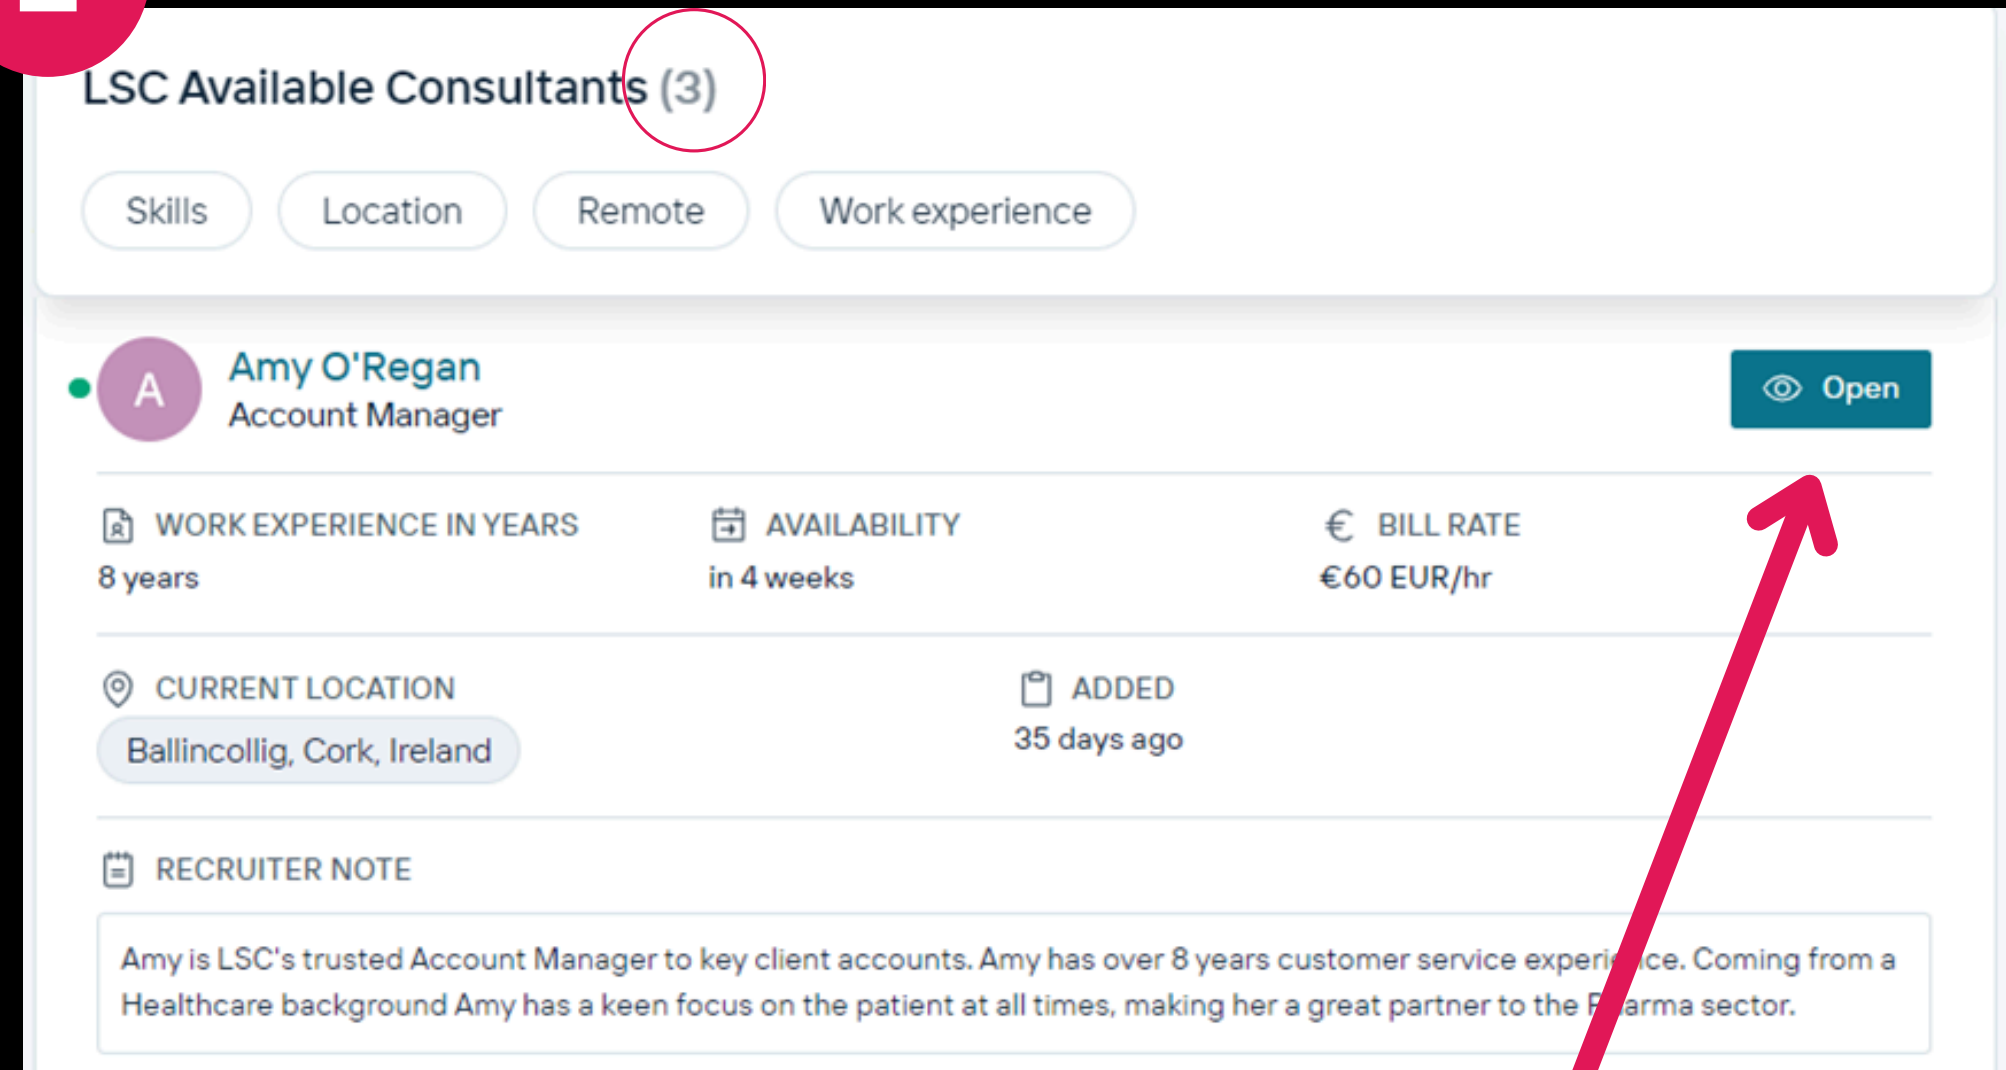 LSC Available Consultants (3)
Skills
Location
Remote
Work experience
A
Amy O'Regan
Account Manager
Open
WORK EXPERIENCE IN YEARS
8 years
AVAILABILITY
in 4 weeks
BILL RATE
€60 EUR/hr
CURRENT LOCATION
Ballincollig, Cork, Ireland
ADDED
35 days ago
RECRUITER NOTE
Amy is LSC's trusted Account Manager to key client accounts. Amy has over 8 years customer service experience. Coming from a
Healthcare background Amy has a keen focus on the patient at all times, making her a great partner to the Pharma sector.